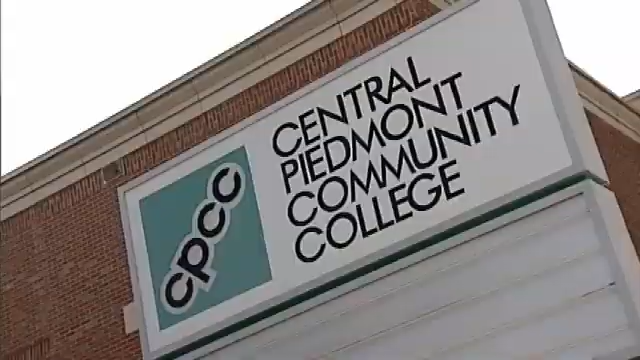 cpcc
CENTRAL
PIEDMONT
COMMUNITY
COLLEGE